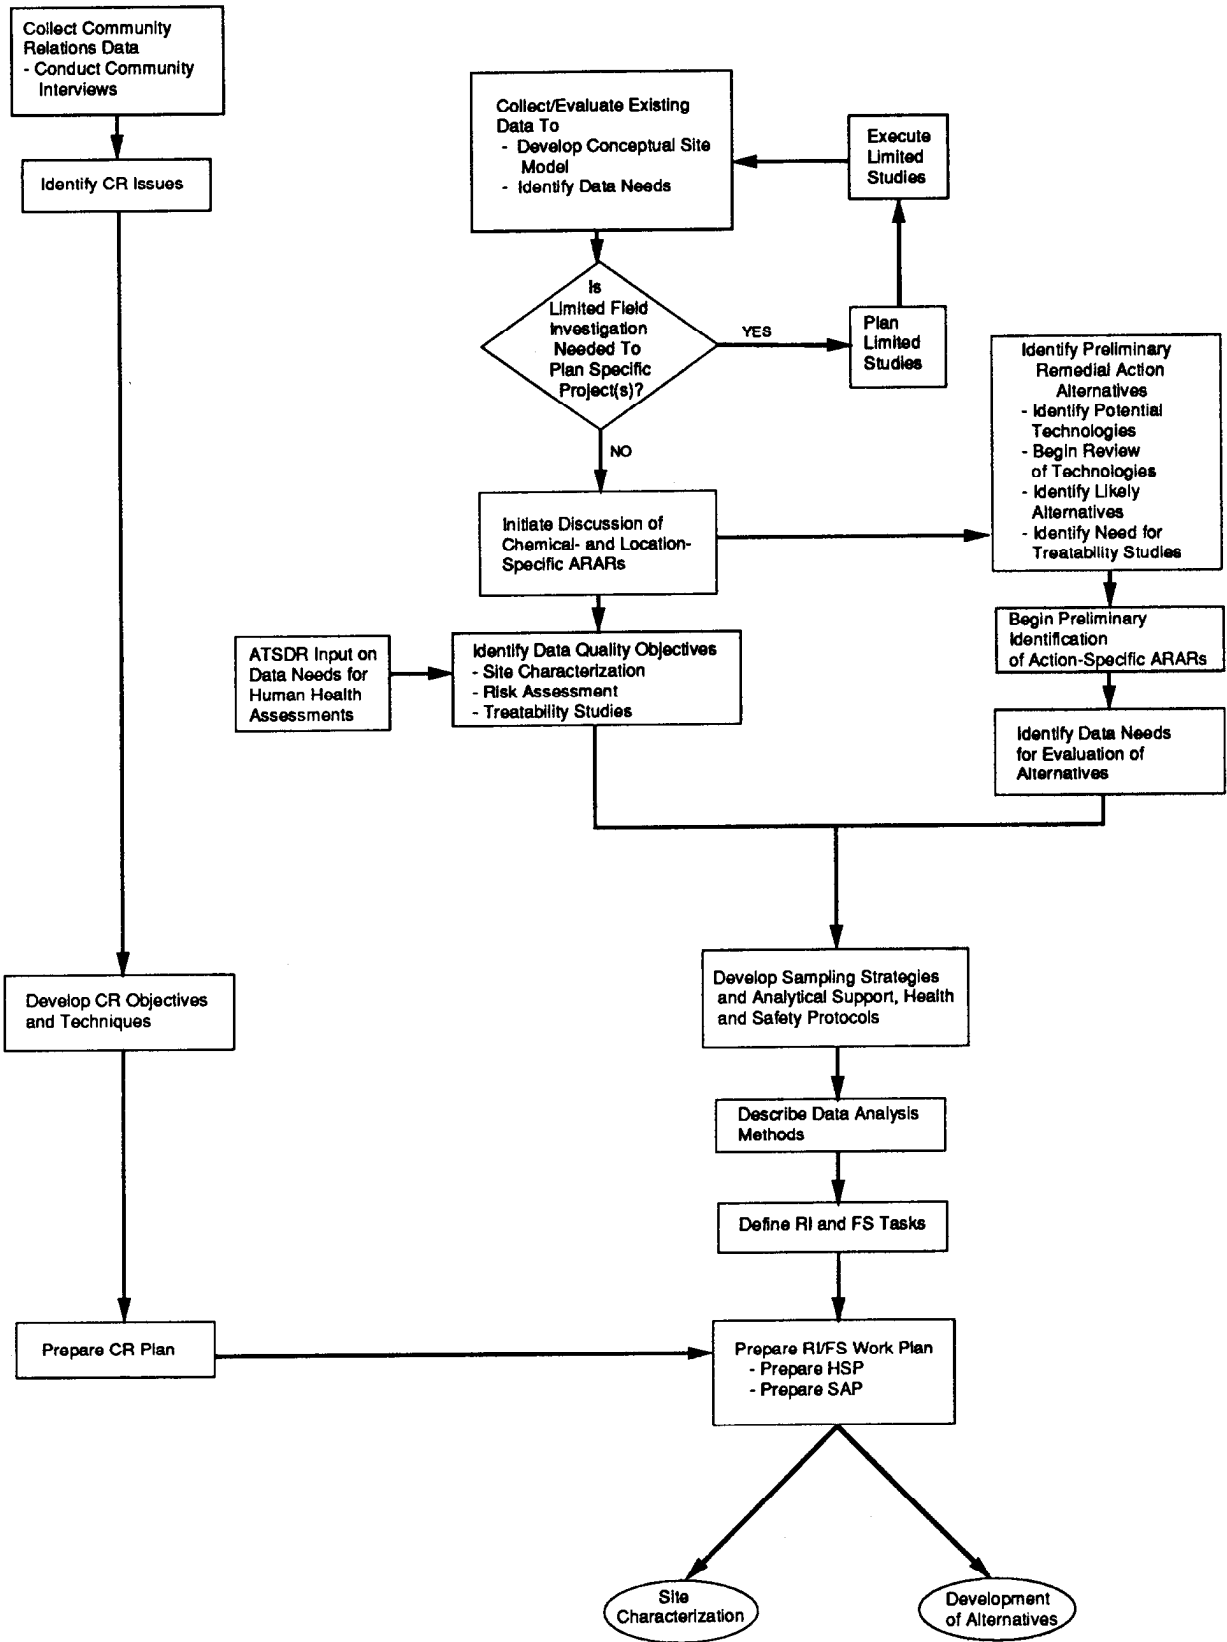 Collect Community
Relations Data
- Conduct Community
Interviews
Identify CR Issues
Collect/Evaluate Existing
Data To
- Develop Conceptual Site
Model
- Identify Data Needs
Execute
Limited
Studies
Is
Limited Field
Investigation
Needed To
Plan Specific
Project(s)?
YES
Plan
Limited
Studies
NO
Initiate Discussion of
Chemical- and Location-
Specific ARARs
Identify Preliminary
Remedial Action
Alternatives
- Identify Potential
Technologies
- Begin Review
of Technologies
- Identify Likely
Alternatives
- Identify Need for
Treatability Studies
Begin Preliminary
Identification
of Action-Specific ARARs
ATSDR Input on
Data Needs for
Human Health
Assessments
Identify Data Quality Objectives
- Site Characterization
- Risk Assessment
- Treatability Studies
Identify Data Needs
for Evaluation of
Alternatives
Develop CR Objectives
and Techniques
Develop Sampling Strategies
and Analytical Support, Health
and Safety Protocols
Describe Data Analysis
Methods
Define RI and FS Tasks
Prepare CR Plan
Prepare RI/FS Work Plan
- Prepare HSP
- Prepare SAP
Site
Characterization
Development
of Alternatives